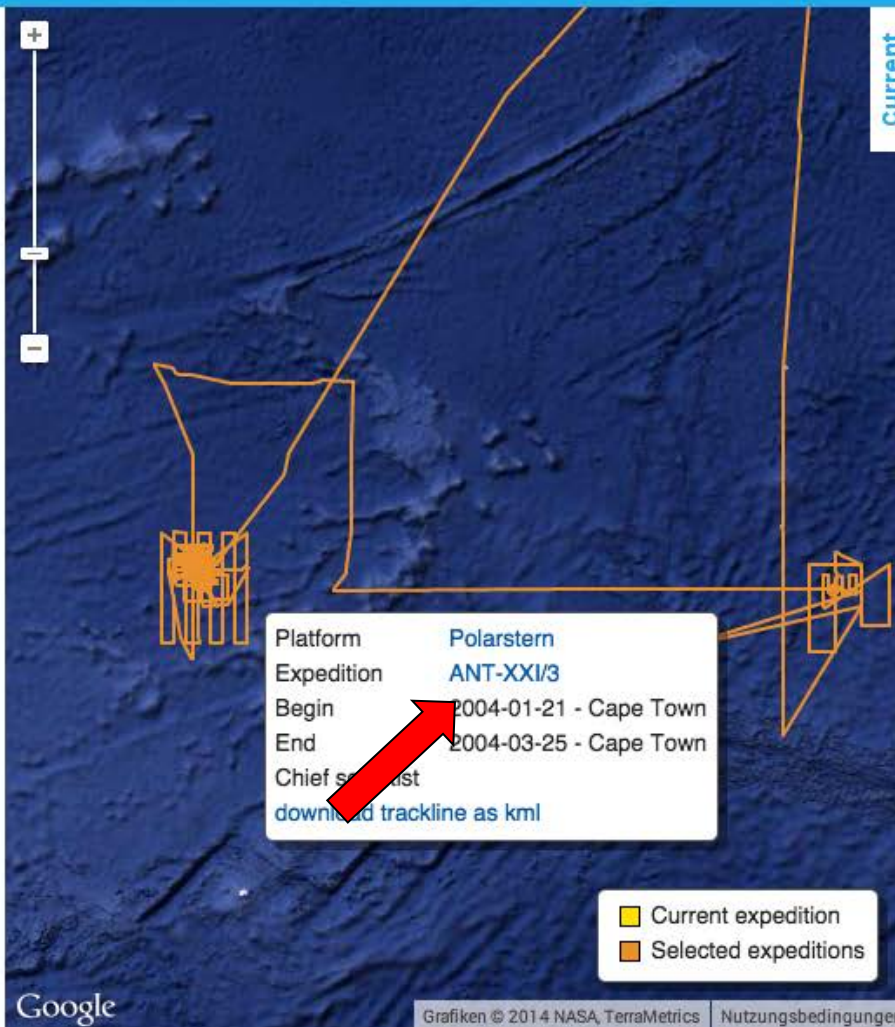 +
Current
−
Platform Polarstern
Expedition ANT-XXI/3
Begin 2004-01-21 - Cape Town
End 2004-03-25 - Cape Town
Chief
download trackline as kml
Current expedition
Selected expeditions
Google
Grafiken © 2014 NASA, TerraMetrics Nutzungsbedingunge